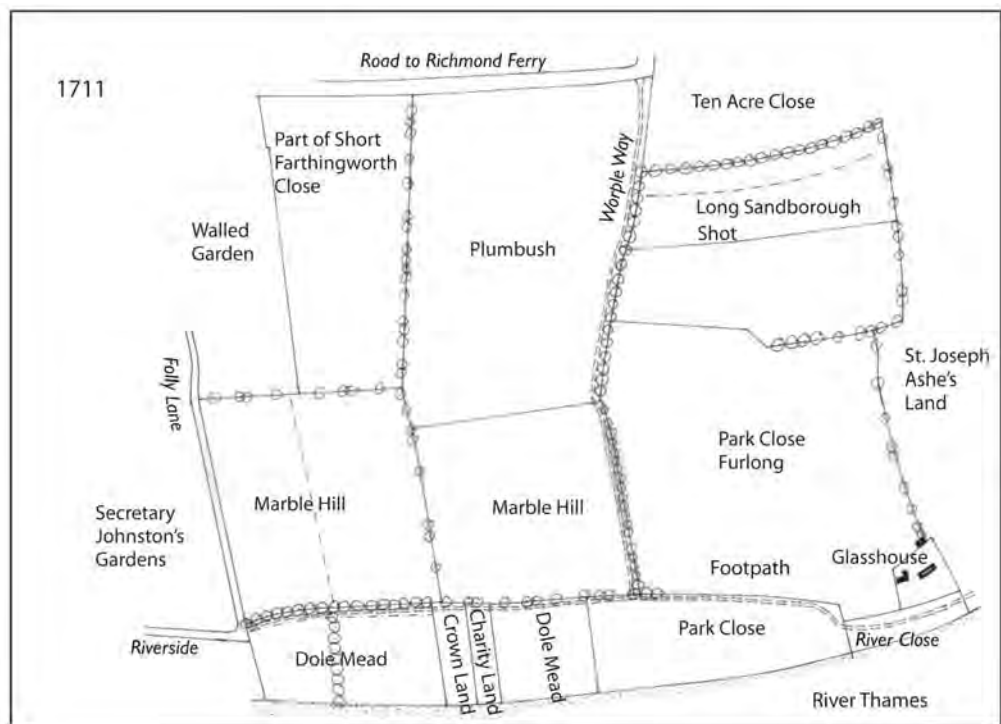 Road to Richmond Ferry
1711
Ten Acre Close
Part of Short
Farthingworth
Close
Worple Way
Long Sandborough
Shot
Walled
Garden
Plumbush
Folly Lane
St. Joseph
Ashe's
Land
Park Close
Furlong
Marble Hill
Marble Hill
Secretary
Johnston's
Gardens
Glasshouse
Footpath
Riverside
Dole Mead
Crown Land
Charity Land
Dole Mead
Park Close
River Close
River Thames